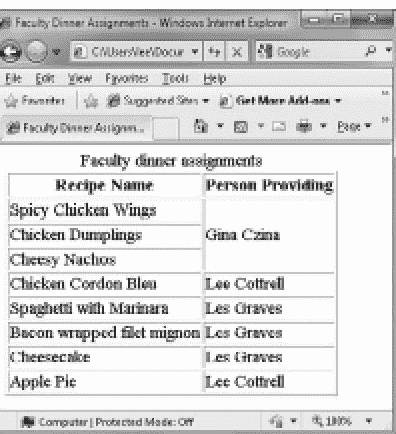 Faculty Dinner Assignments - Windows Internet Explorer
C:\Users\Vee\Docur
Google
File Edit View Favorites Tools Help
Favorites Suggested Sites Get More Add-ons
Faculty Dinner Assignm... Page
Faculty dinner assignments
Recipe Name Person Providing
Spicy Chicken Wings
Chicken Dumplings Gina Czina
Cheesy Nachos
Chicken Cordon Bleu Lee Cottrell
Spaghetti with Marinara Les Graves
Bacon wrapped filet mignon Les Graves
Cheesecake Les Graves
Apple Pie Lee Cottrell
Computer | Protected Mode: Off 100%